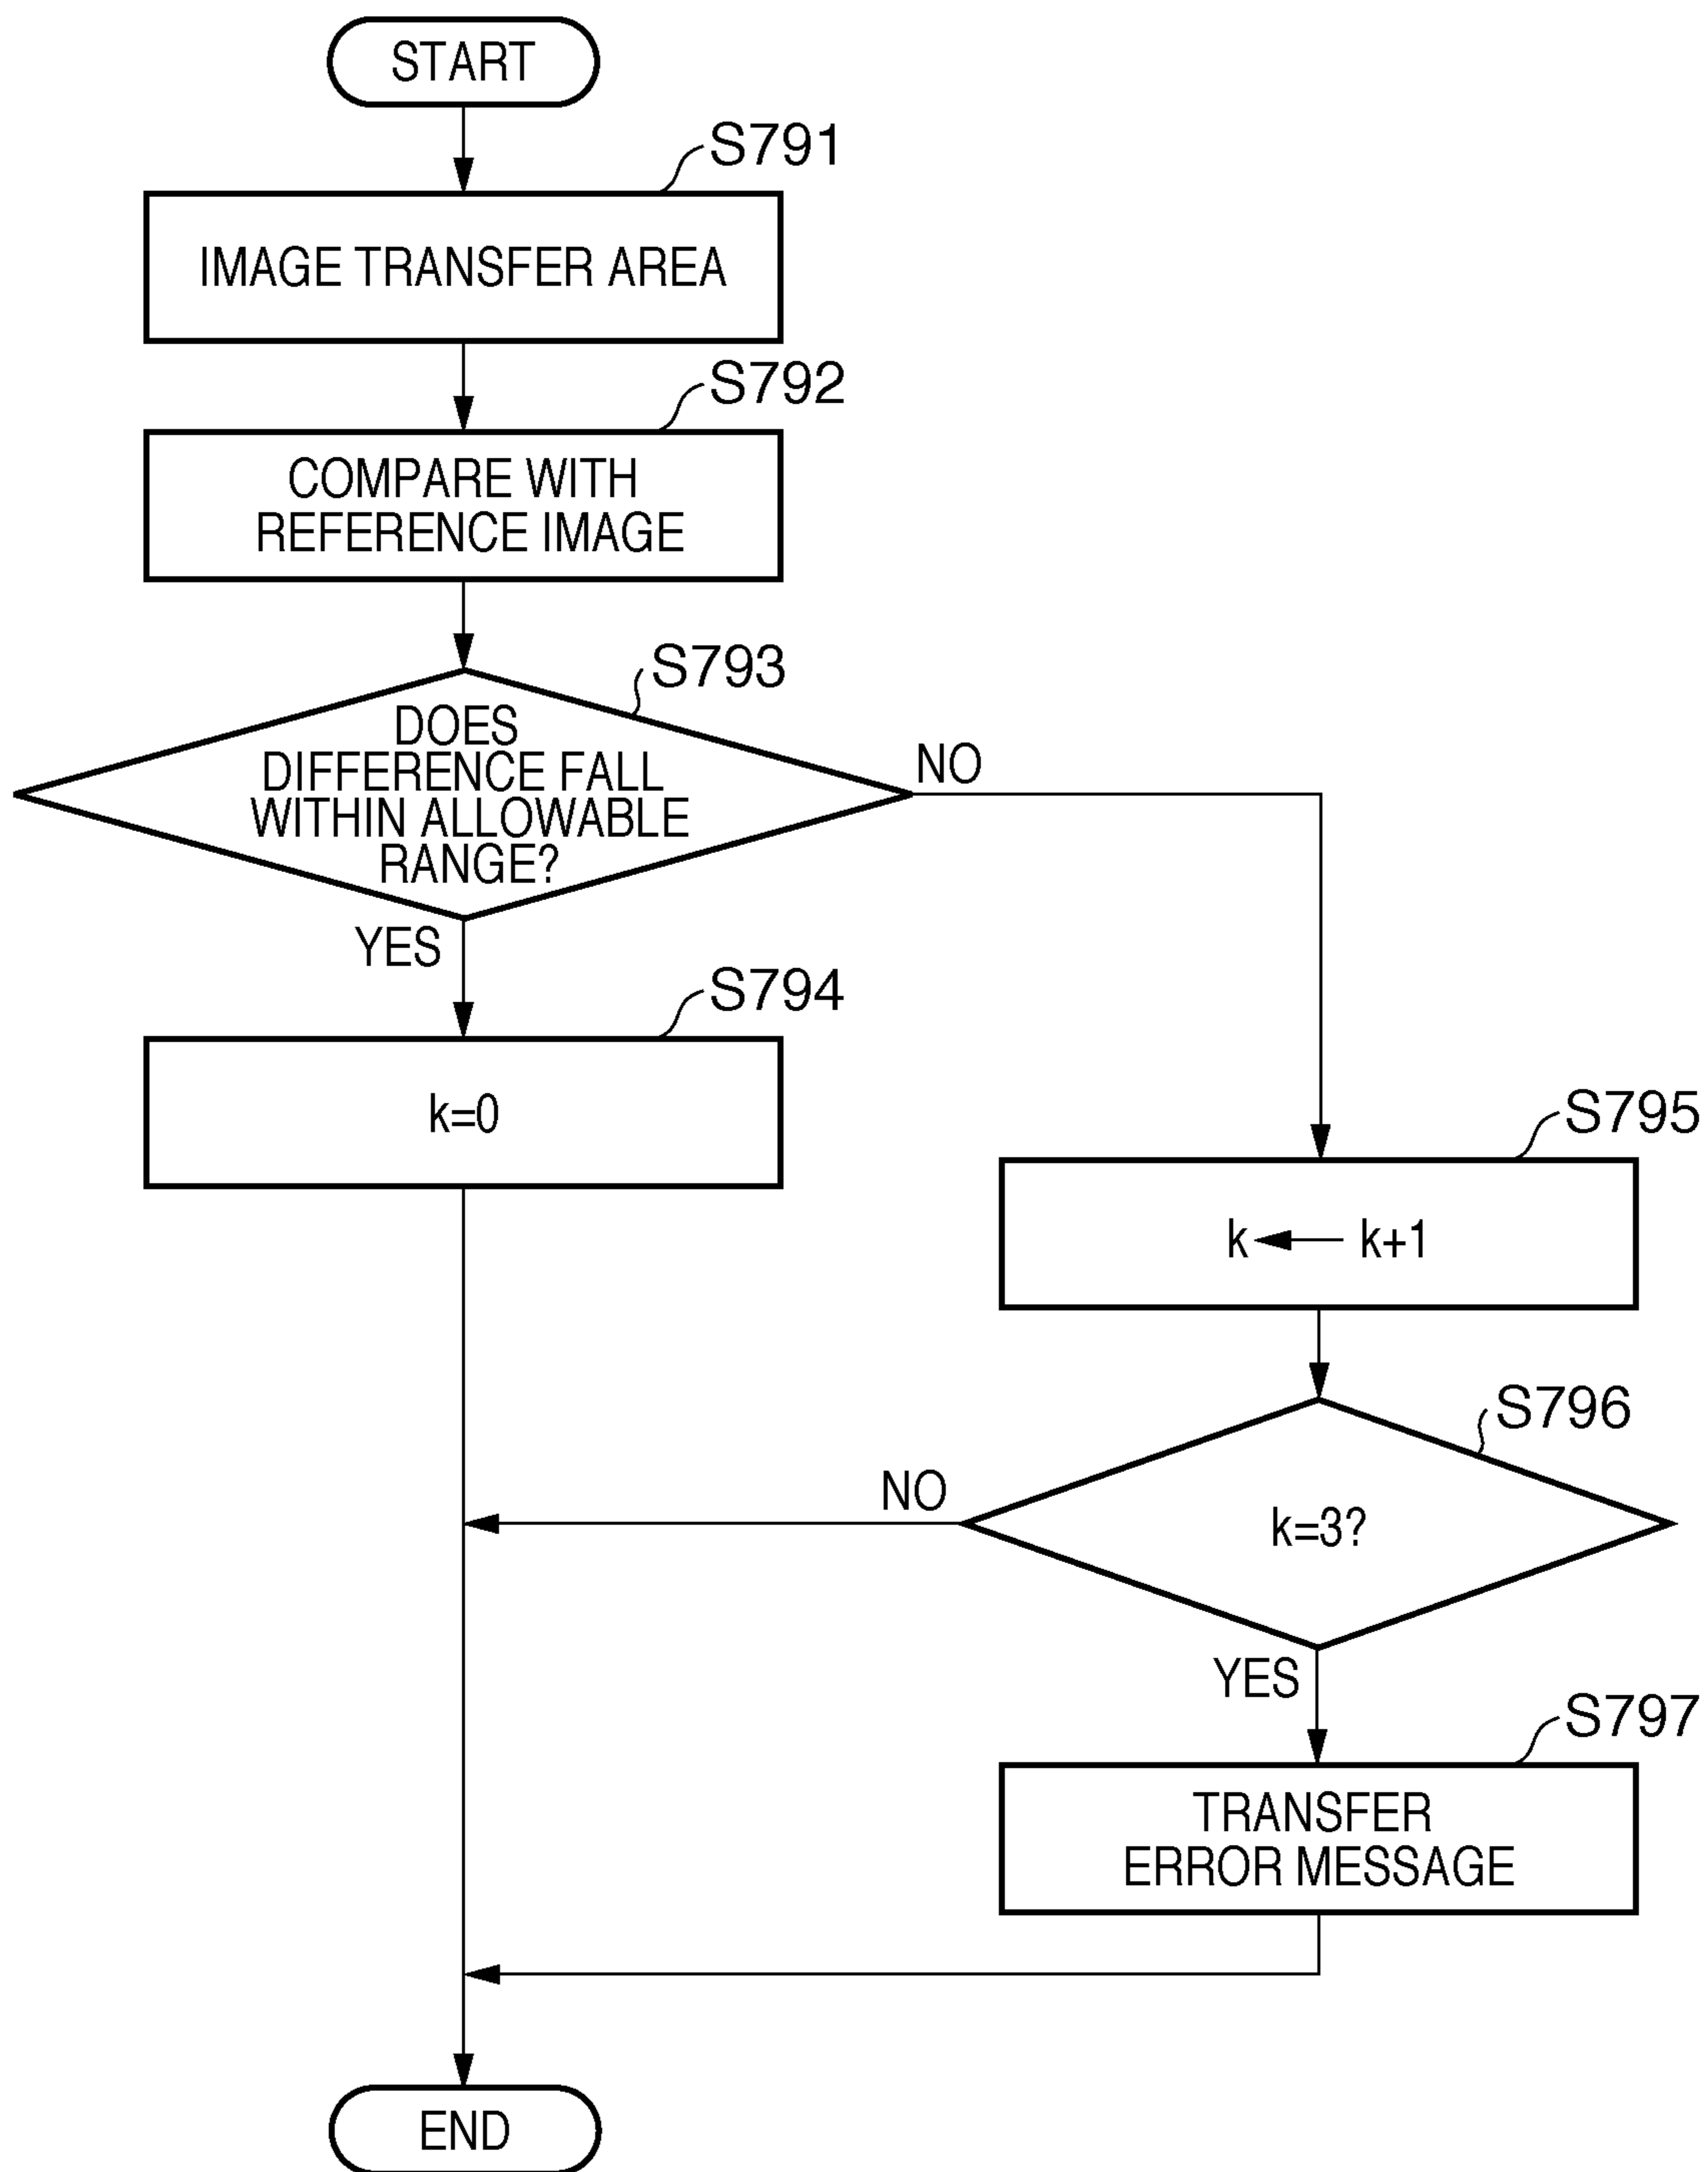 START
S791
IMAGE TRANSFER AREA
S792
COMPARE WITH
REFERENCE IMAGE
S793
DOES
DIFFERENCE FALL
WITHIN ALLOWABLE
RANGE?
NO
YES
S794
k=0
S795
k ← k+1
S796
NO
k=3?
YES
S797
TRANSFER
ERROR MESSAGE
END